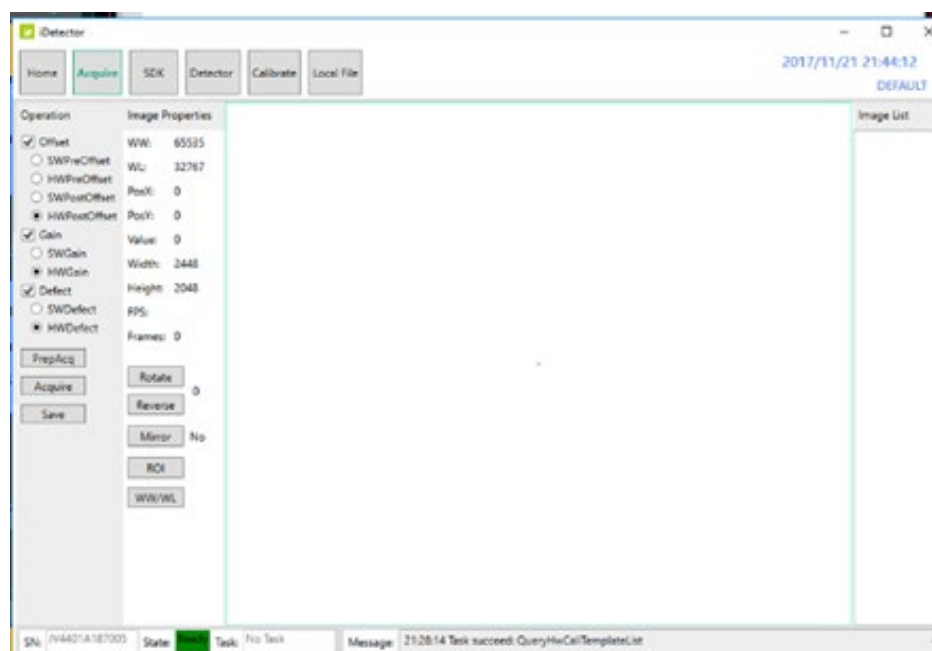 iDetector
Home Acquire SDK Detector Calibrate Local File
2017/11/21 21:44:12
DEFAULT
Operation
Offset
SWPreOffset
HWPreOffset
SWPostOffset
HWPostOffset
Gain
SWGain
HWGain
Defect
SWDefect
HWDefect
PrepAcq
Acquire
Save
Image Properties
WW: 65535
WL: 32767
PosX: 0
PosY: 0
Value: 0
Width: 2448
Height: 2048
FPS:
Frames: 0
Rotate
0
Reverse
Mirror No
ROI
WW/WL
Image List
SN: State: Ready Task: No Task Message: 21:28:14 Task succeed: QueryHwCaliTemplateList